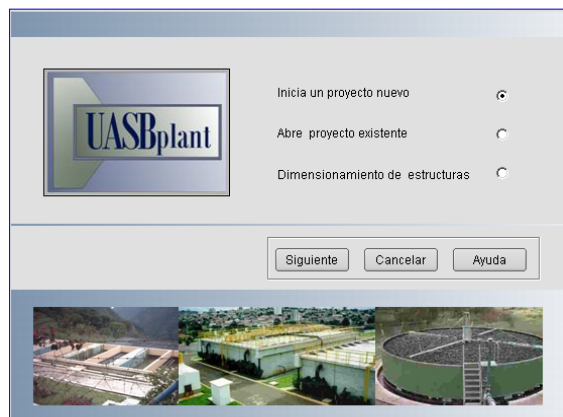 UASBplant
Inicia un proyecto nuevo
Abre proyecto existente
Dimensionamiento de estructuras
Siguiente
Cancelar
Ayuda